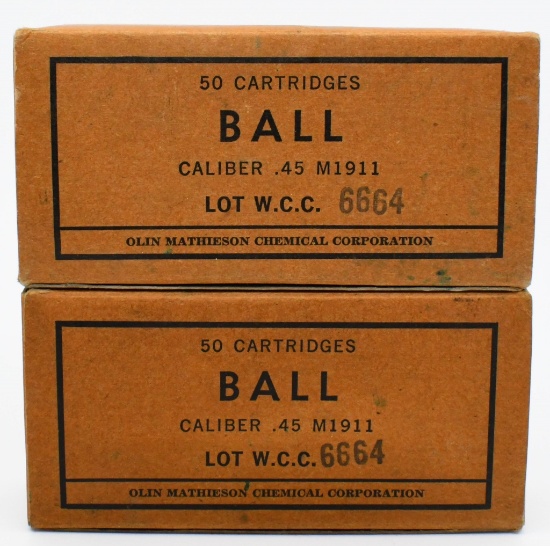 50 CARTRIDGES
BALL
CALIBER .45 M1911
LOT W.C.C. 6664
OLIN MATHIESON CHEMICAL CORPORATION
50 CARTRIDGES
BALL
CALIBER .45 M1911
LOT W.C.C. 6664
OLIN MATHIESON CHEMICAL CORPORATION